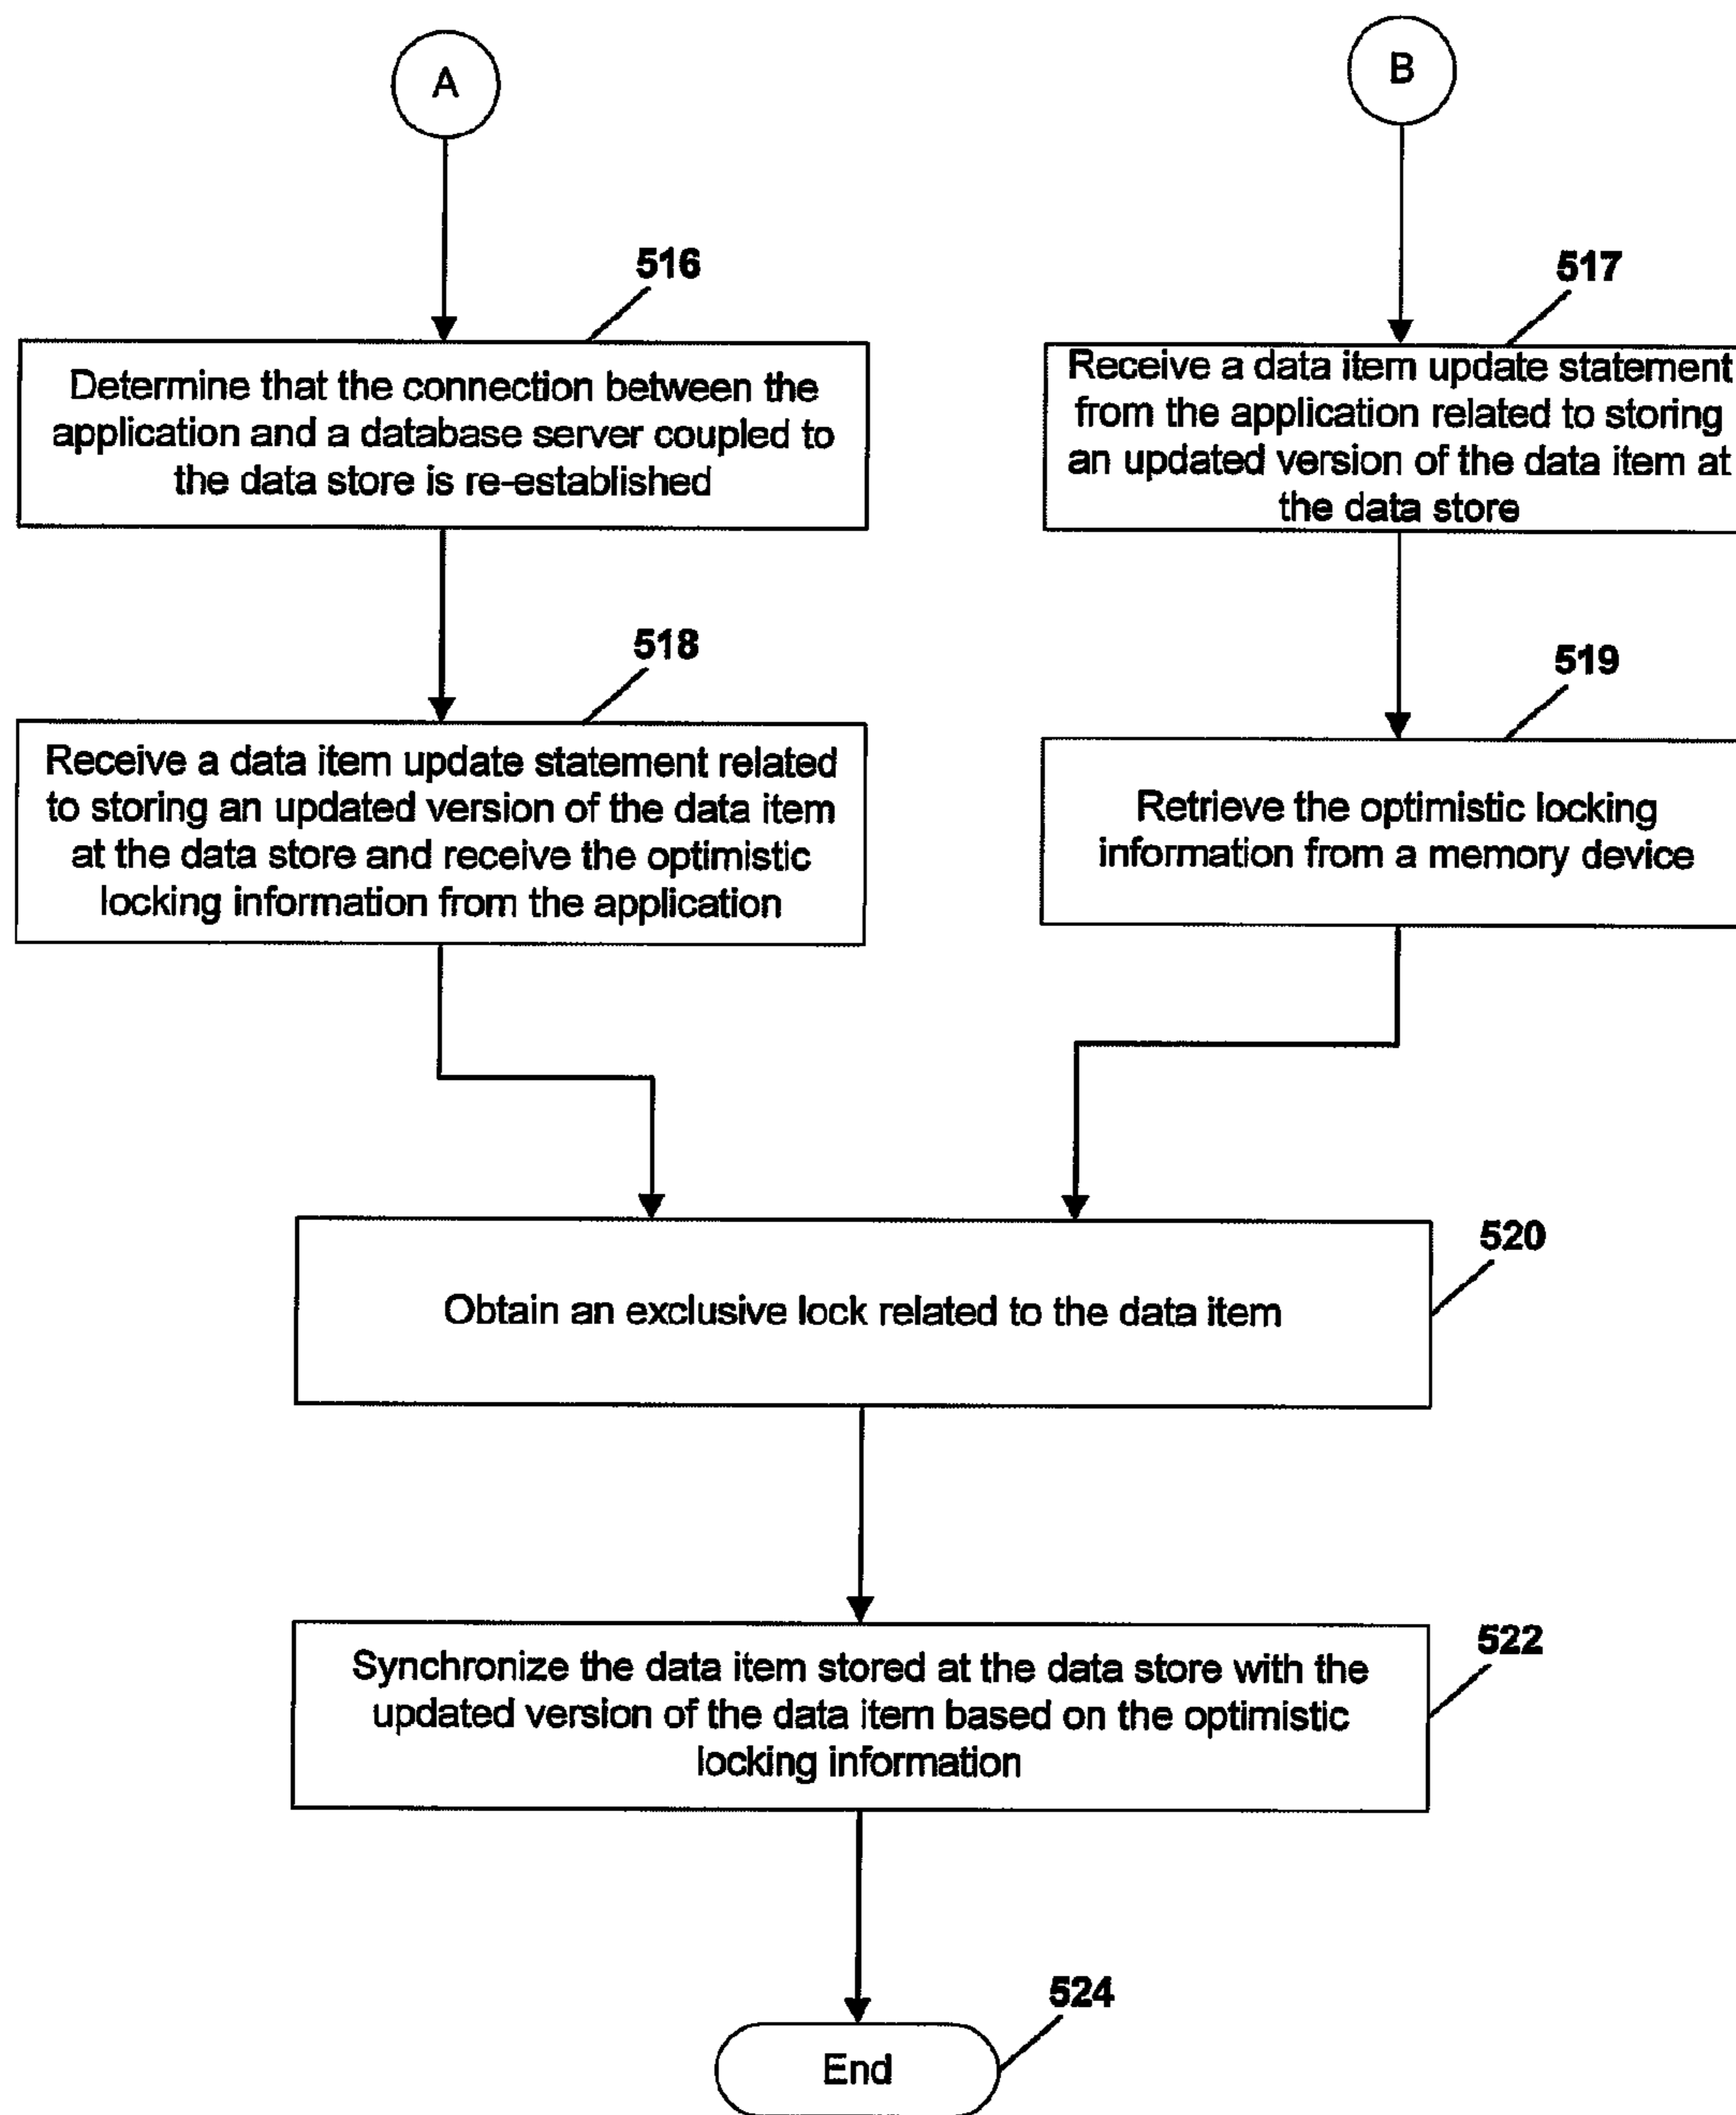 A
B
516
517
Determine that the connection between the
application and a database server coupled to
the data store is re-established
Receive a data item update statement
from the application related to storing
an updated version of the data item at
the data store
518
519
Receive a data item update statement related
to storing an updated version of the data item
at the data store and receive the optimistic
locking information from the application
Retrieve the optimistic locking
information from a memory device
520
Obtain an exclusive lock related to the data item
522
Synchronize the data item stored at the data store with the
updated version of the data item based on the optimistic
locking information
524
End